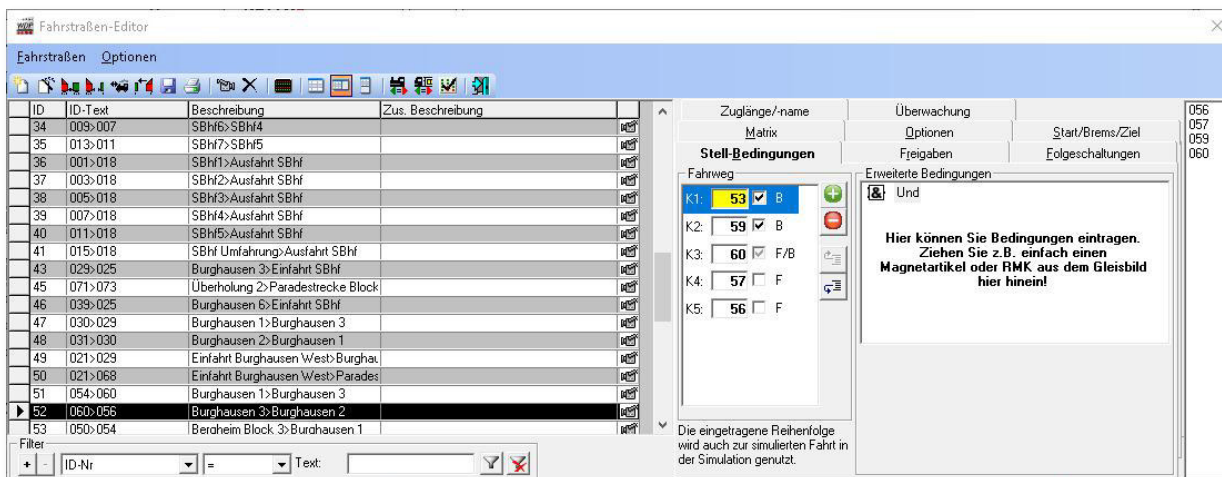 Fahrstraßen-Editor
Fahrstraßen Optionen
ID ID-Text Beschreibung Zus. Beschreibung
34 009>007 SBhf6>SBhf4
35 013>011 SBhf7>SBhf5
36 001>018 SBhf1>Ausfahrt SBhf
37 003>018 SBhf2>Ausfahrt SBhf
38 005>018 SBhf3>Ausfahrt SBhf
39 007>018 SBhf4>Ausfahrt SBhf
40 011>018 SBhf5>Ausfahrt SBhf
41 015>018 SBhf Umfahrung>Ausfahrt SBhf
43 029>025 Burghausen 3>Einfahrt SBhf
45 071>073 Überholung 2>Paradestrecke Block
46 039>025 Burghausen 6>Einfahrt SBhf
47 030>029 Burghausen 1>Burghausen 3
48 031>030 Burghausen 2>Burghausen 1
49 021>029 Einfahrt Burghausen West>Burghau
50 021>068 Einfahrt Burghausen West>Parades
51 054>060 Burghausen 1>Burghausen 3
52 060>056 Burghausen 3>Burghausen 2
53 050>054 Bergheim Block 3>Burghausen 1
Filter
+ - ID-Nr = Text:
Zuglänge/-name Überwachung
Matrix Optionen Start/Brems/Ziel
Stell-Bedingungen Freigaben Folgeschaltungen
Fahrweg
K1: 53 B
K2: 59 B
K3: 60 F/B
K4: 57 F
K5: 56 F
Die eingetragene Reihenfolge
wird auch zur simulierten Fahrt in
der Simulation genutzt.
Erweiterte Bedingungen
& Und
Hier können Sie Bedingungen eintragen.
Ziehen Sie z.B. einfach einen
Magnetartikel oder RMK aus dem Gleisbild
hier hinein!
056
057
059
060